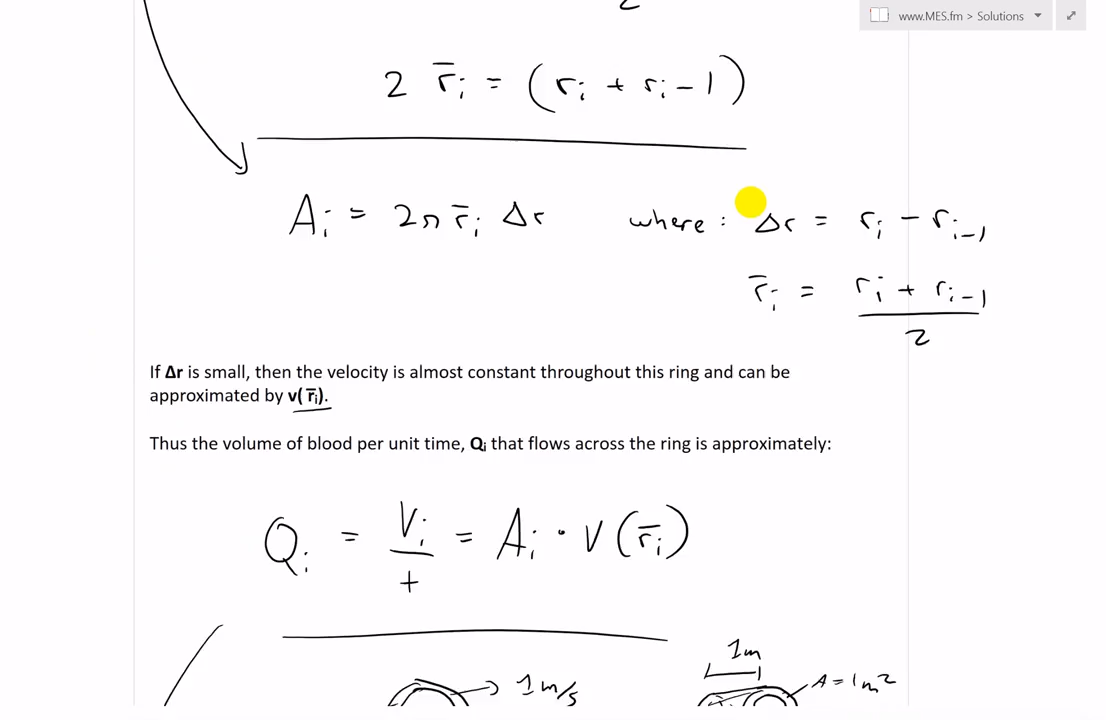 www.MES.fm > Solutions
2
2 r̄ᵢ = (rᵢ + rᵢ - 1)
Aᵢ = 2π r̄ᵢ Δr where : Δr = rᵢ - rᵢ₋₁
r̄ᵢ = (rᵢ + rᵢ₋₁) / 2
If Δr is small, then the velocity is almost constant throughout this ring and can be
approximated by v(r̄ᵢ).
Thus the volume of blood per unit time, Qᵢ that flows across the ring is approximately:
Qᵢ = Vᵢ / t = Aᵢ · V(r̄ᵢ)
1m
1 m/s
A = 1m²